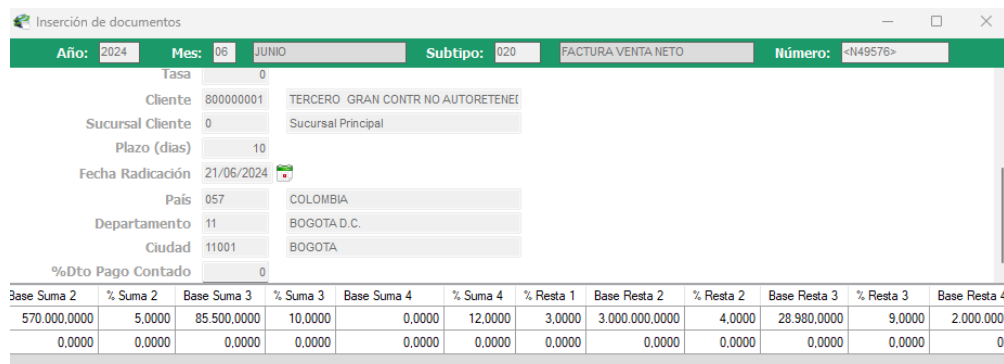 Inserción de documentos
Año: 2024 Mes: 06 JUNIO Subtipo: 020 FACTURA VENTA NETO Número: <N49576>
Tasa 0
Cliente 800000001 TERCERO GRAN CONTR NO AUTORETENE
Sucursal Cliente 0 Sucursal Principal
Plazo (dias) 10
Fecha Radicación 21/06/2024
País 057 COLOMBIA
Departamento 11 BOGOTA D.C.
Ciudad 11001 BOGOTA
%Dto Pago Contado 0
Base Suma 2 % Suma 2 Base Suma 3 % Suma 3 Base Suma 4 % Suma 4 % Resta 1 Base Resta 2 % Resta 2 Base Resta 3 % Resta 3 Base Resta 4
570.000,0000 5,0000 85.500,0000 10,0000 0,0000 12,0000 3,0000 3.000.000,0000 4,0000 28.980,0000 9,0000 2.000.000
0,0000 0,0000 0,0000 0,0000 0,0000 0,0000 0,0000 0,0000 0,0000 0,0000 0,0000